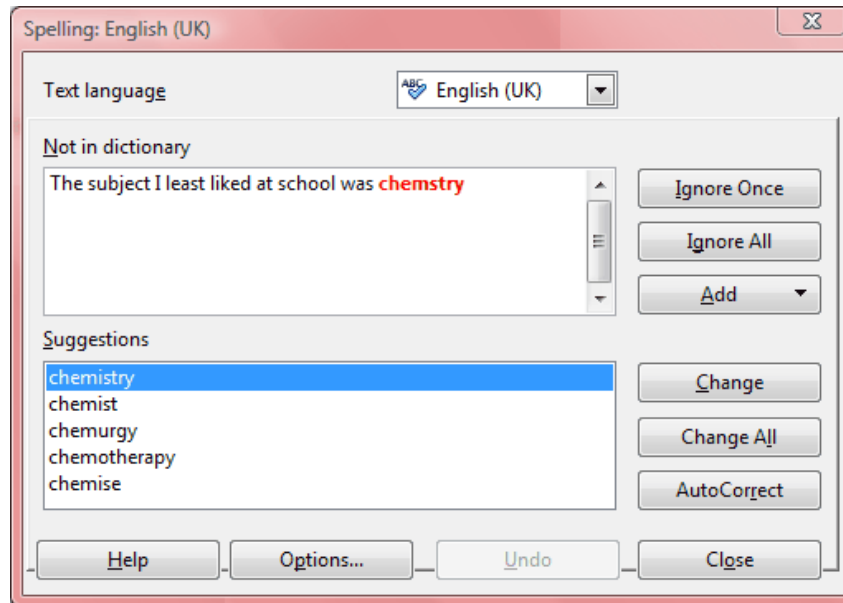 Spelling: English (UK)
Text language
ABC English (UK)
Not in dictionary
The subject I least liked at school was chemstry
Ignore Once
Ignore All
Add
Suggestions
chemistry
chemist
chemurgy
chemotherapy
chemise
Change
Change All
AutoCorrect
Help
Options...
Undo
Close